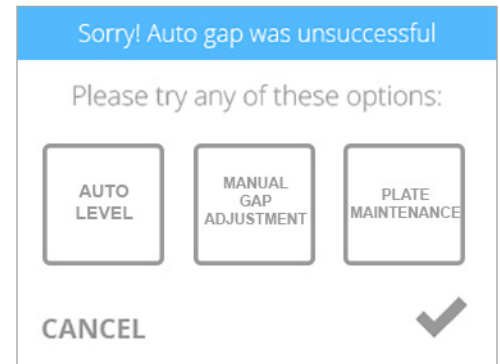 Sorry! Auto gap was unsuccessful
Please try any of these options:
AUTO
LEVEL
MANUAL
GAP
ADJUSTMENT
PLATE
MAINTENANCE
CANCEL